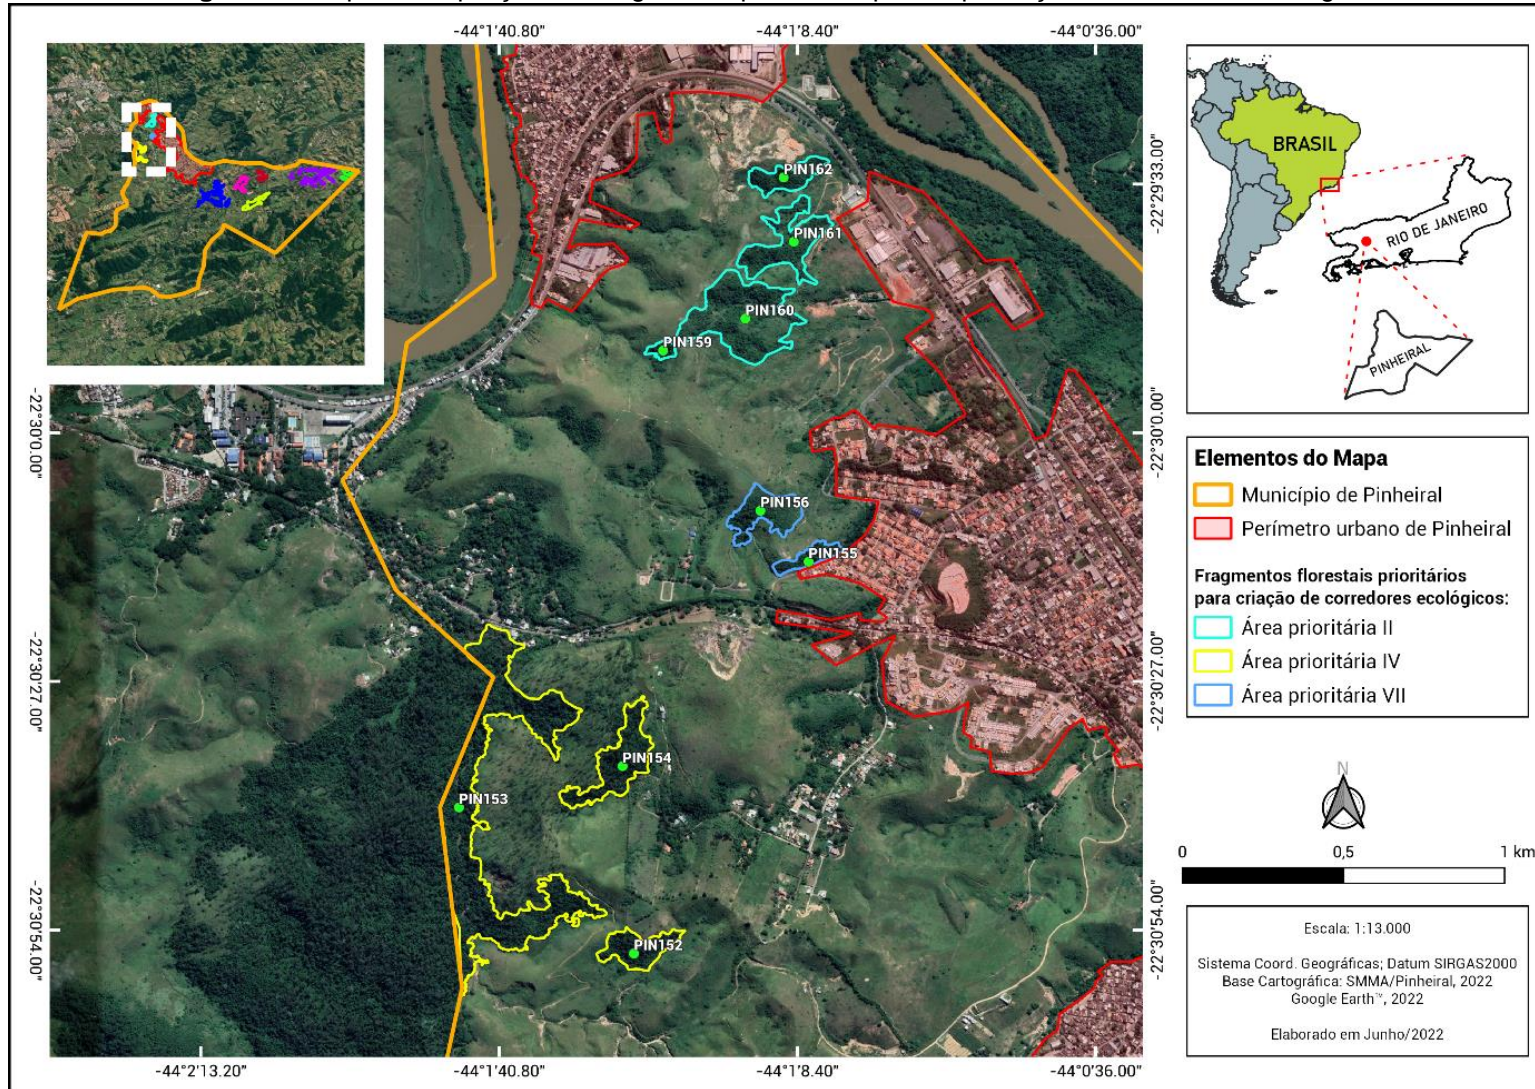 -44°1'40.80"
-44°1'8.40"
-44°0'36.00"
PIN162
PIN161
PIN160
PIN159
PIN156
PIN155
PIN154
PIN153
PIN152
-22°30'0.00"
-22°30'27.00"
-22°30'54.00"
-22°29'33.00"
-22°30'0.00"
-22°30'27.00"
-22°30'54.00"
-44°2'13.20"
-44°1'40.80"
-44°1'8.40"
-44°0'36.00"
BRASIL
RIO DE JANEIRO
PINHEIRAL
Elementos do Mapa
Município de Pinheiral
Perímetro urbano de Pinheiral
Fragmentos florestais prioritários
para criação de corredores ecológicos:
Área prioritária II
Área prioritária IV
Área prioritária VII
N
0 0,5 1 km
Escala: 1:13.000
Sistema Coord. Geográficas; Datum SIRGAS2000
Base Cartográfica: SMMA/Pinheiral, 2022
Google Earth™, 2022
Elaborado em Junho/2022